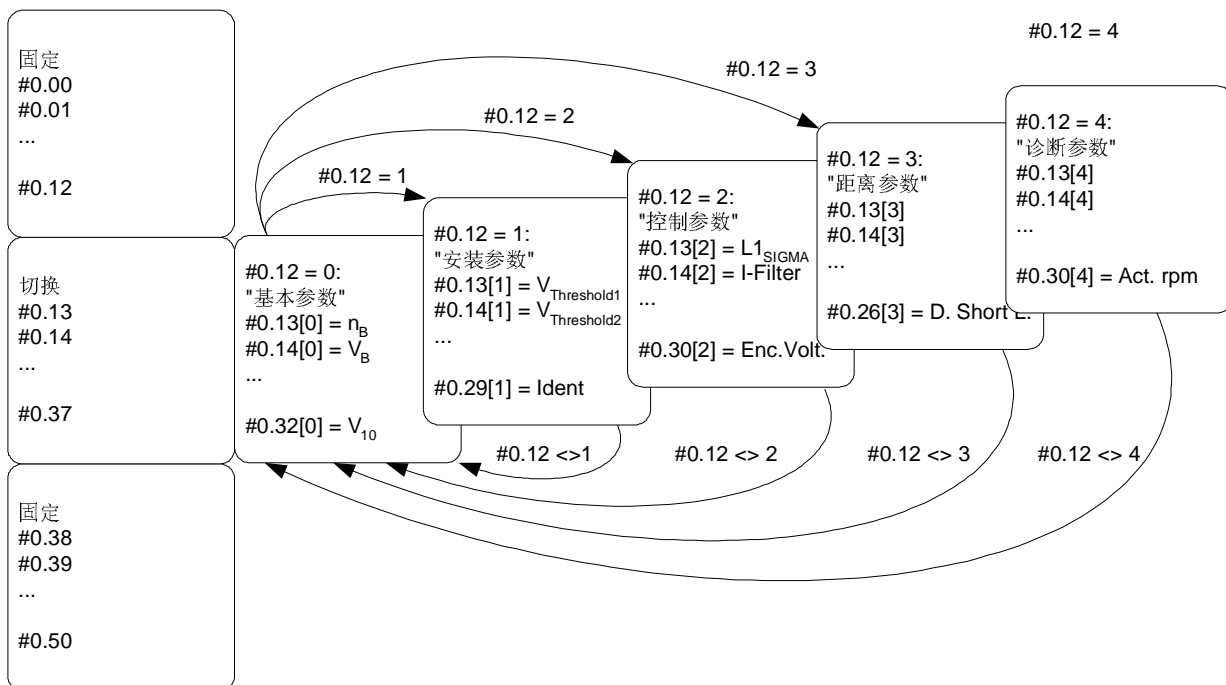 固定
#0.00
#0.01
...
#0.12
切换
#0.13
#0.14
...
#0.37
固定
#0.38
#0.39
...
#0.50
#0.12 = 1
#0.12 = 2
#0.12 = 3
#0.12 = 4
#0.12 = 0:
"基本参数"
#0.13[0] = n_B
#0.14[0] = V_B
...
#0.32[0] = V_10
#0.12 = 1:
"安装参数"
#0.13[1] = V_Threshold1
#0.14[1] = V_Threshold2
...
#0.29[1] = Ident
#0.12 = 2:
"控制参数"
#0.13[2] = L1_SIGMA
#0.14[2] = I-Filter
...
#0.30[2] = Enc.Volt.
#0.12 = 3:
"距离参数"
#0.13[3]
#0.14[3]
...
#0.26[3] = D. Short L.
#0.12 = 4:
"诊断参数"
#0.13[4]
#0.14[4]
...
#0.30[4] = Act. rpm
#0.12 <>1
#0.12 <> 2
#0.12 <> 3
#0.12 <> 4